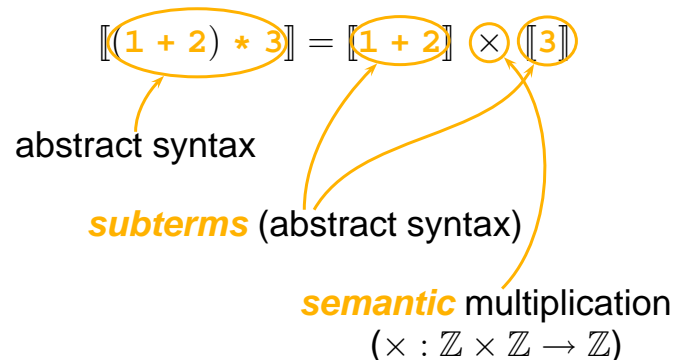 ⟦(1 + 2) * 3⟧ = ⟦1 + 2⟧ × ⟦3⟧
abstract syntax
subterms (abstract syntax)
semantic multiplication
(× : ℤ × ℤ → ℤ)